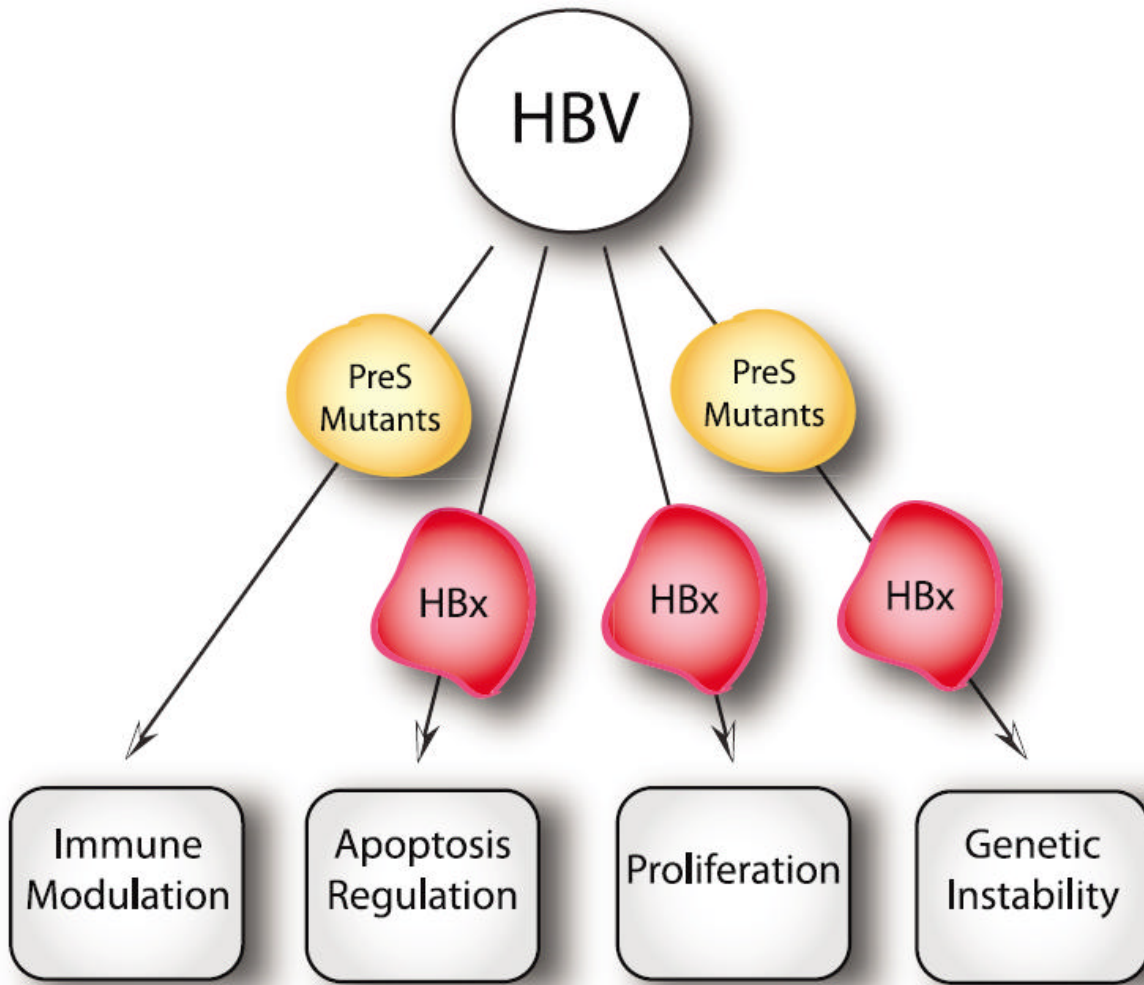 HBV
PreS
Mutants
PreS
Mutants
HBx
HBx
HBx
Immune
Modulation
Apoptosis
Regulation
Proliferation
Genetic
Instability